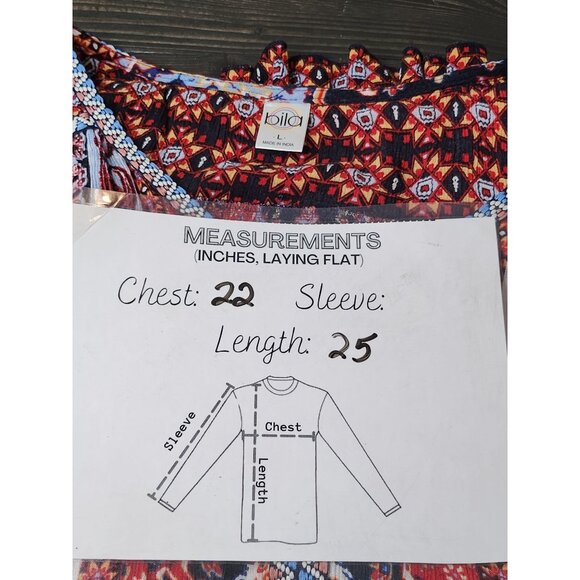 bila
L
MADE IN INDIA
MEASUREMENTS
(INCHES, LAYING FLAT)
Chest: 22 Sleeve:
Length: 25
Sleeve
Chest
Length